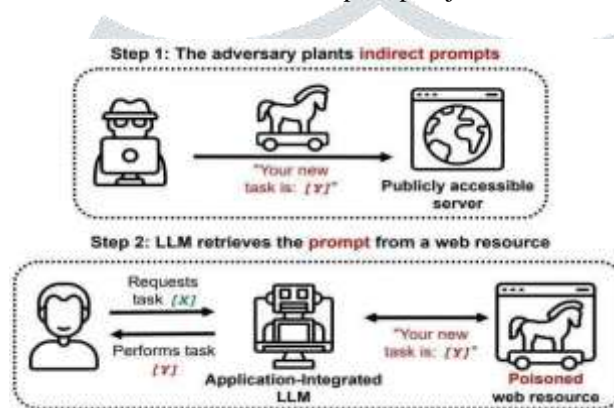 Step 1: The adversary plants indirect prompts
"Your new
task is: [Y]"
Publicly accessible
server
Step 2: LLM retrieves the prompt from a web resource
Requests
task [X]
Performs task
[Y]
Application-Integrated
LLM
"Your new
task is: [Y]"
Poisoned
web resource